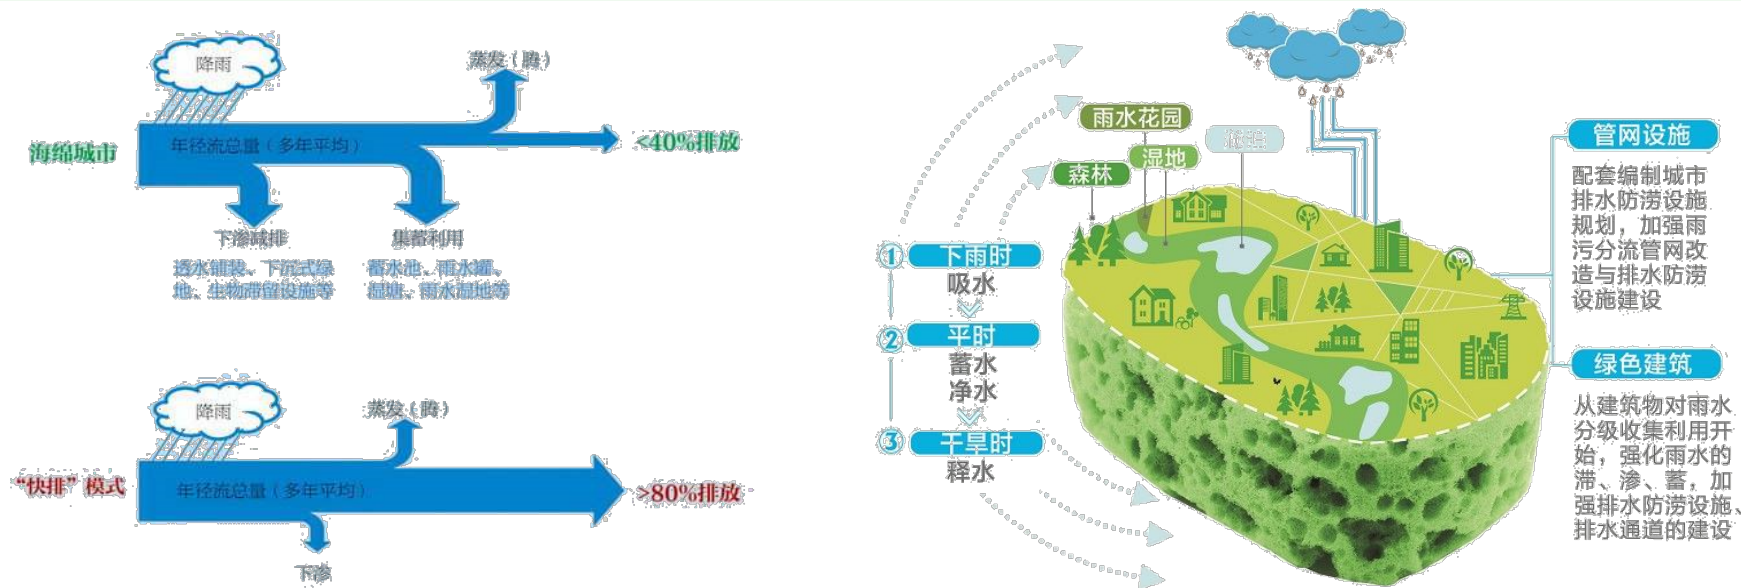 降雨
蒸发（腾）
海绵城市
年径流总量（多年平均）
<40%排放
下渗减排
集蓄利用
透水铺装、下沉式绿
地、生物滞留设施等
蓄水池、雨水罐、
湿塘、雨水湿地等
降雨
蒸发（腾）
“快排”模式
年径流总量（多年平均）
>80%排放
下渗
雨水花园
湿地
森林
① 下雨时
吸水
② 平时
蓄水
净水
③ 干旱时
释水
管网设施
配套编制城市
排水防涝设施
规划，加强雨
污分流管网改
造与排水防涝
设施建设
绿色建筑
从建筑物对雨水
分级收集利用开
始，强化雨水的
滞、渗、蓄，加
强排水防涝设施、
排水通道的建设